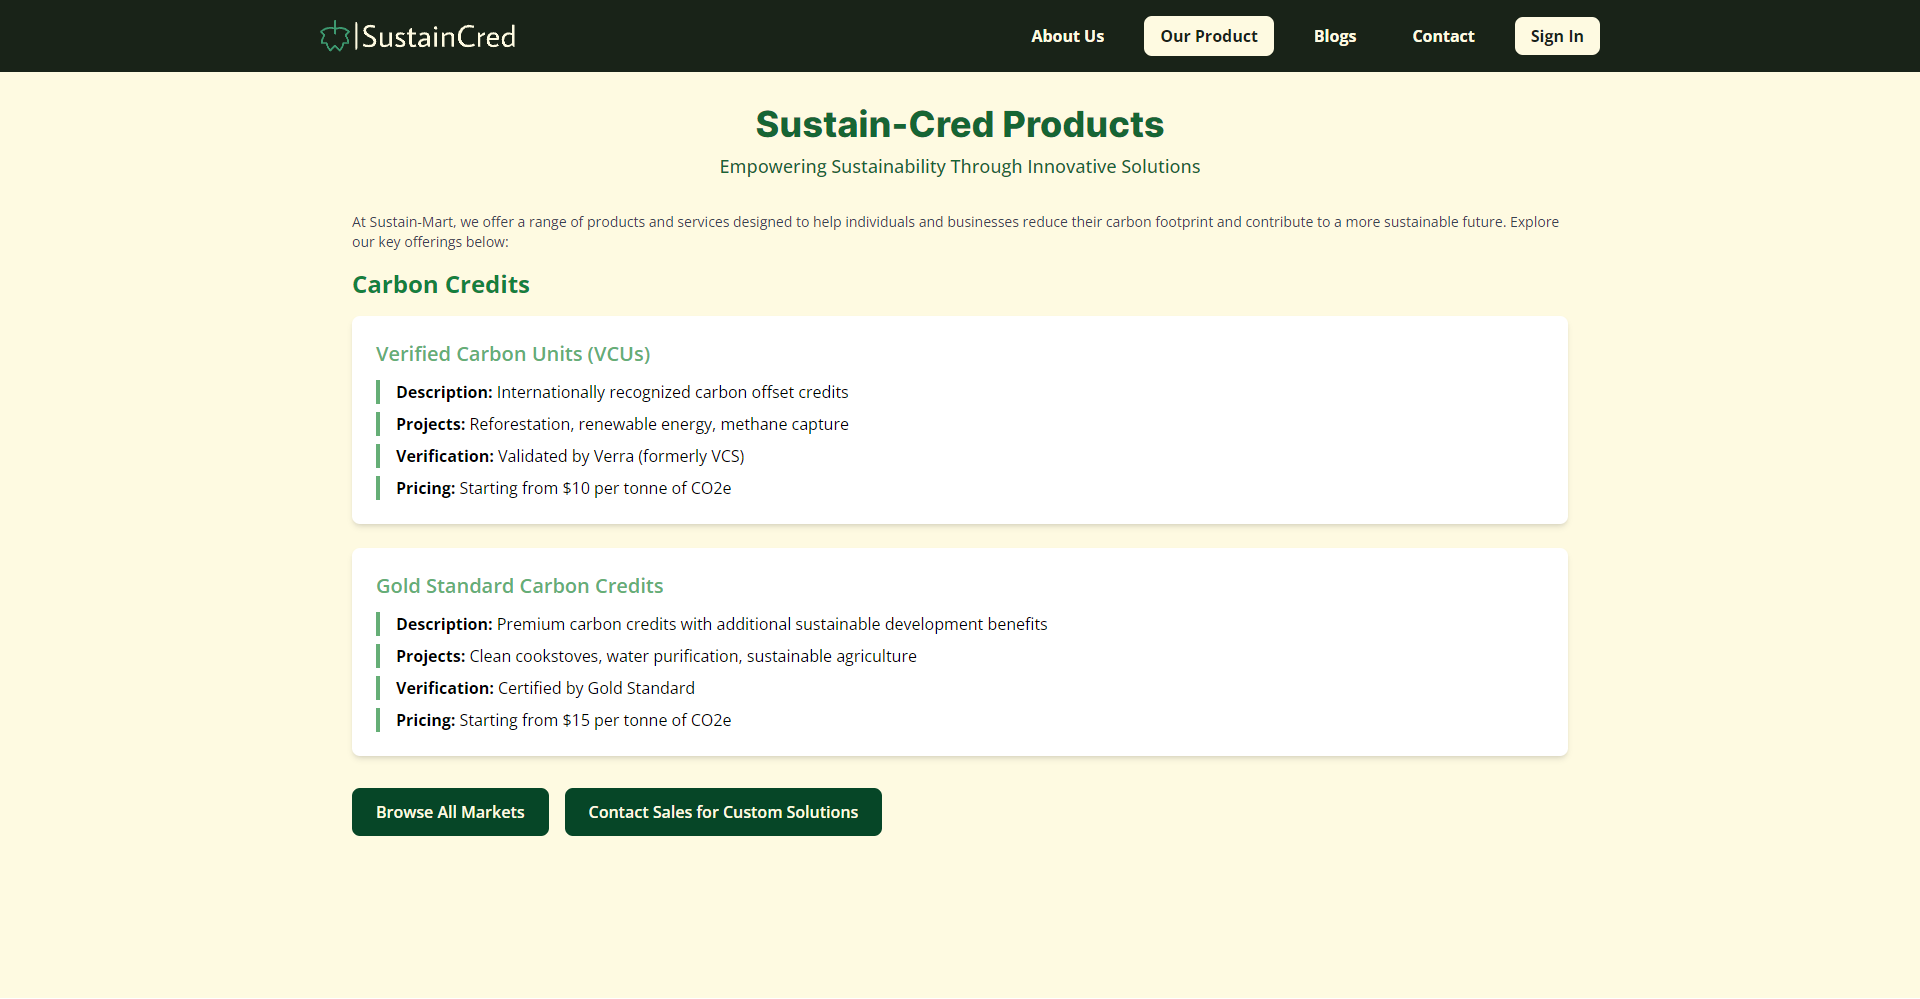 SustainCred
About Us
Our Product
Blogs
Contact
Sign In
Sustain-Cred Products
Empowering Sustainability Through Innovative Solutions
At Sustain-Mart, we offer a range of products and services designed to help individuals and businesses reduce their carbon footprint and contribute to a more sustainable future. Explore
our key offerings below:
Carbon Credits
Verified Carbon Units (VCUs)
Description: Internationally recognized carbon offset credits
Projects: Reforestation, renewable energy, methane capture
Verification: Validated by Verra (formerly VCS)
Pricing: Starting from $10 per tonne of CO2e
Gold Standard Carbon Credits
Description: Premium carbon credits with additional sustainable development benefits
Projects: Clean cookstoves, water purification, sustainable agriculture
Verification: Certified by Gold Standard
Pricing: Starting from $15 per tonne of CO2e
Browse All Markets
Contact Sales for Custom Solutions